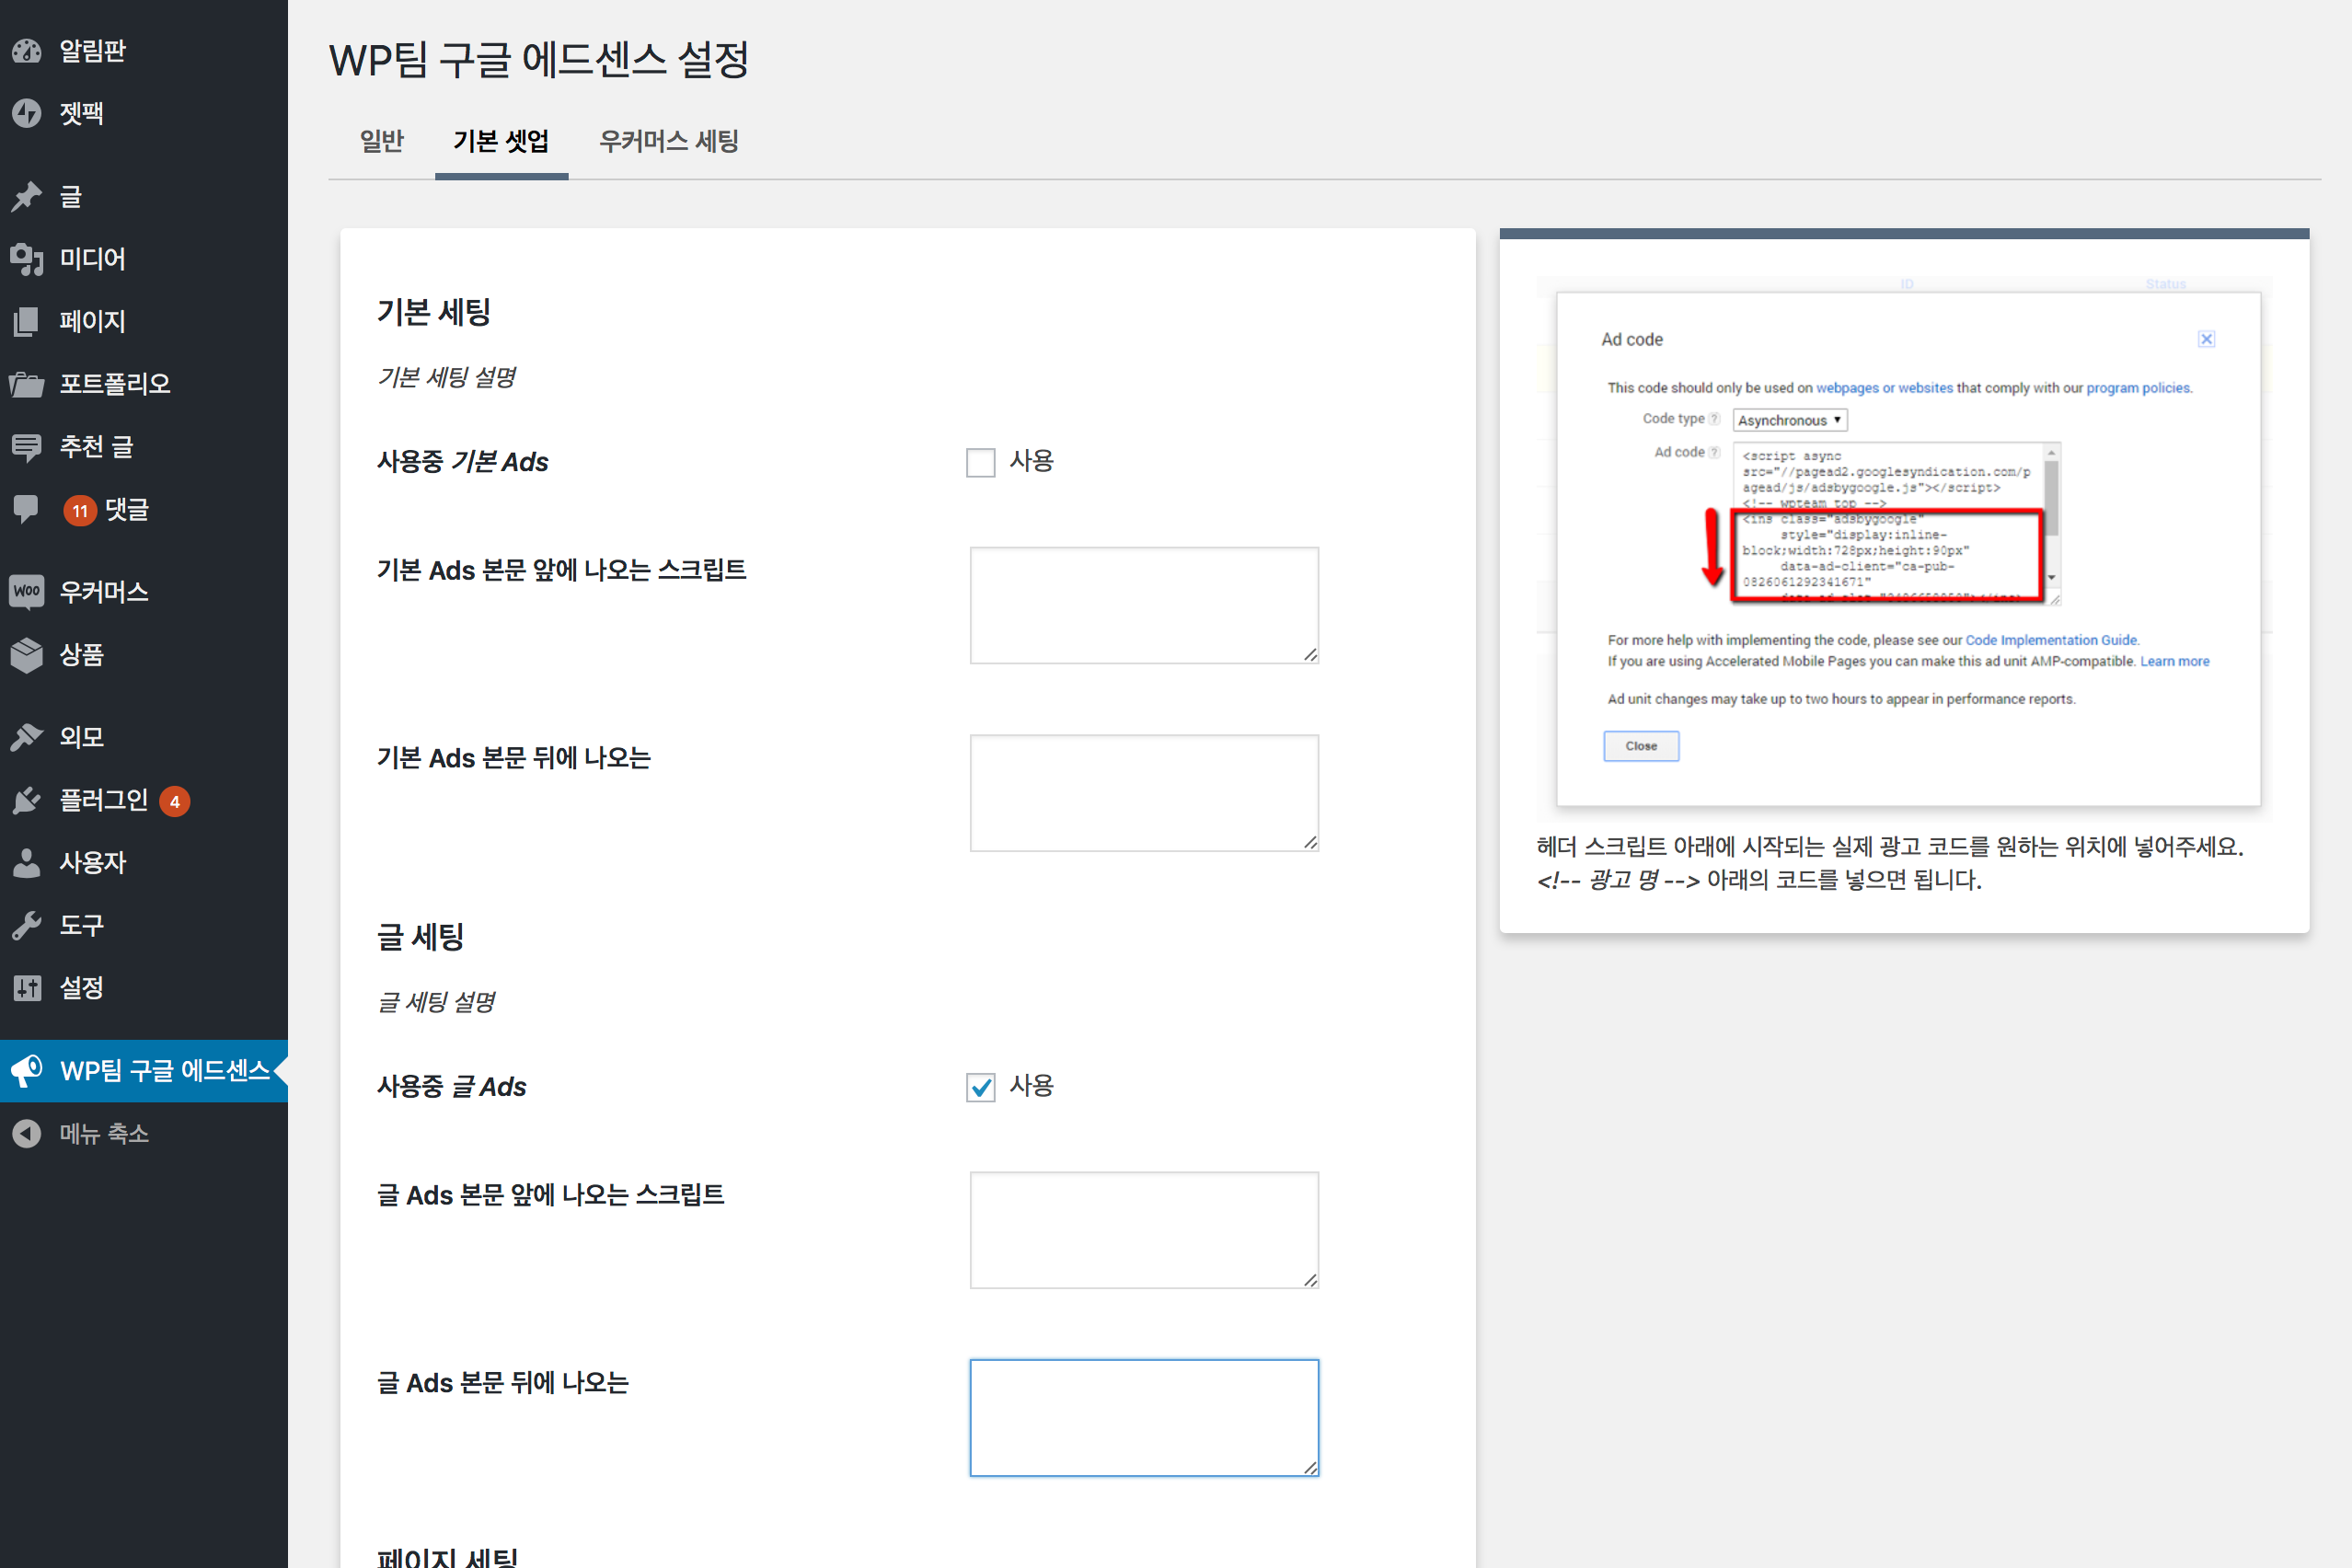 알림판
젯팩
글
미디어
페이지
포트폴리오
추천 글
11 댓글
Woo 우커머스
상품
외모
플러그인 4
사용자
도구
설정
WP팀 구글 에드센스
메뉴 축소
WP팀 구글 에드센스 설정
일반 기본 셋업 우커머스 세팅
기본 세팅
기본 세팅 설명
사용중 기본 Ads 사용
기본 Ads 본문 앞에 나오는 스크립트
기본 Ads 본문 뒤에 나오는
글 세팅
글 세팅 설명
사용중 글 Ads 사용
글 Ads 본문 앞에 나오는 스크립트
글 Ads 본문 뒤에 나오는
페이지 세팅
ID Status
Ad code
This code should only be used on webpages or websites that comply with our program policies.
Code type ? Asynchronous
Ad code ?
<script async
src="//pagead2.googlesyndication.com/p
agead/js/adsbygoogle.js"></script>
<!-- wpteam top -->
<ins class="adsbygoogle"
style="display:inline-
block;width:728px;height:90px"
data-ad-client="ca-pub-
0826061292341671"
For more help with implementing the code, please see our Code Implementation Guide.
If you are using Accelerated Mobile Pages you can make this ad unit AMP-compatible. Learn more
Ad unit changes may take up to two hours to appear in performance reports.
Close
헤더 스크립트 아래에 시작되는 실제 광고 코드를 원하는 위치에 넣어주세요.
<!-- 광고 명 --> 아래의 코드를 넣으면 됩니다.